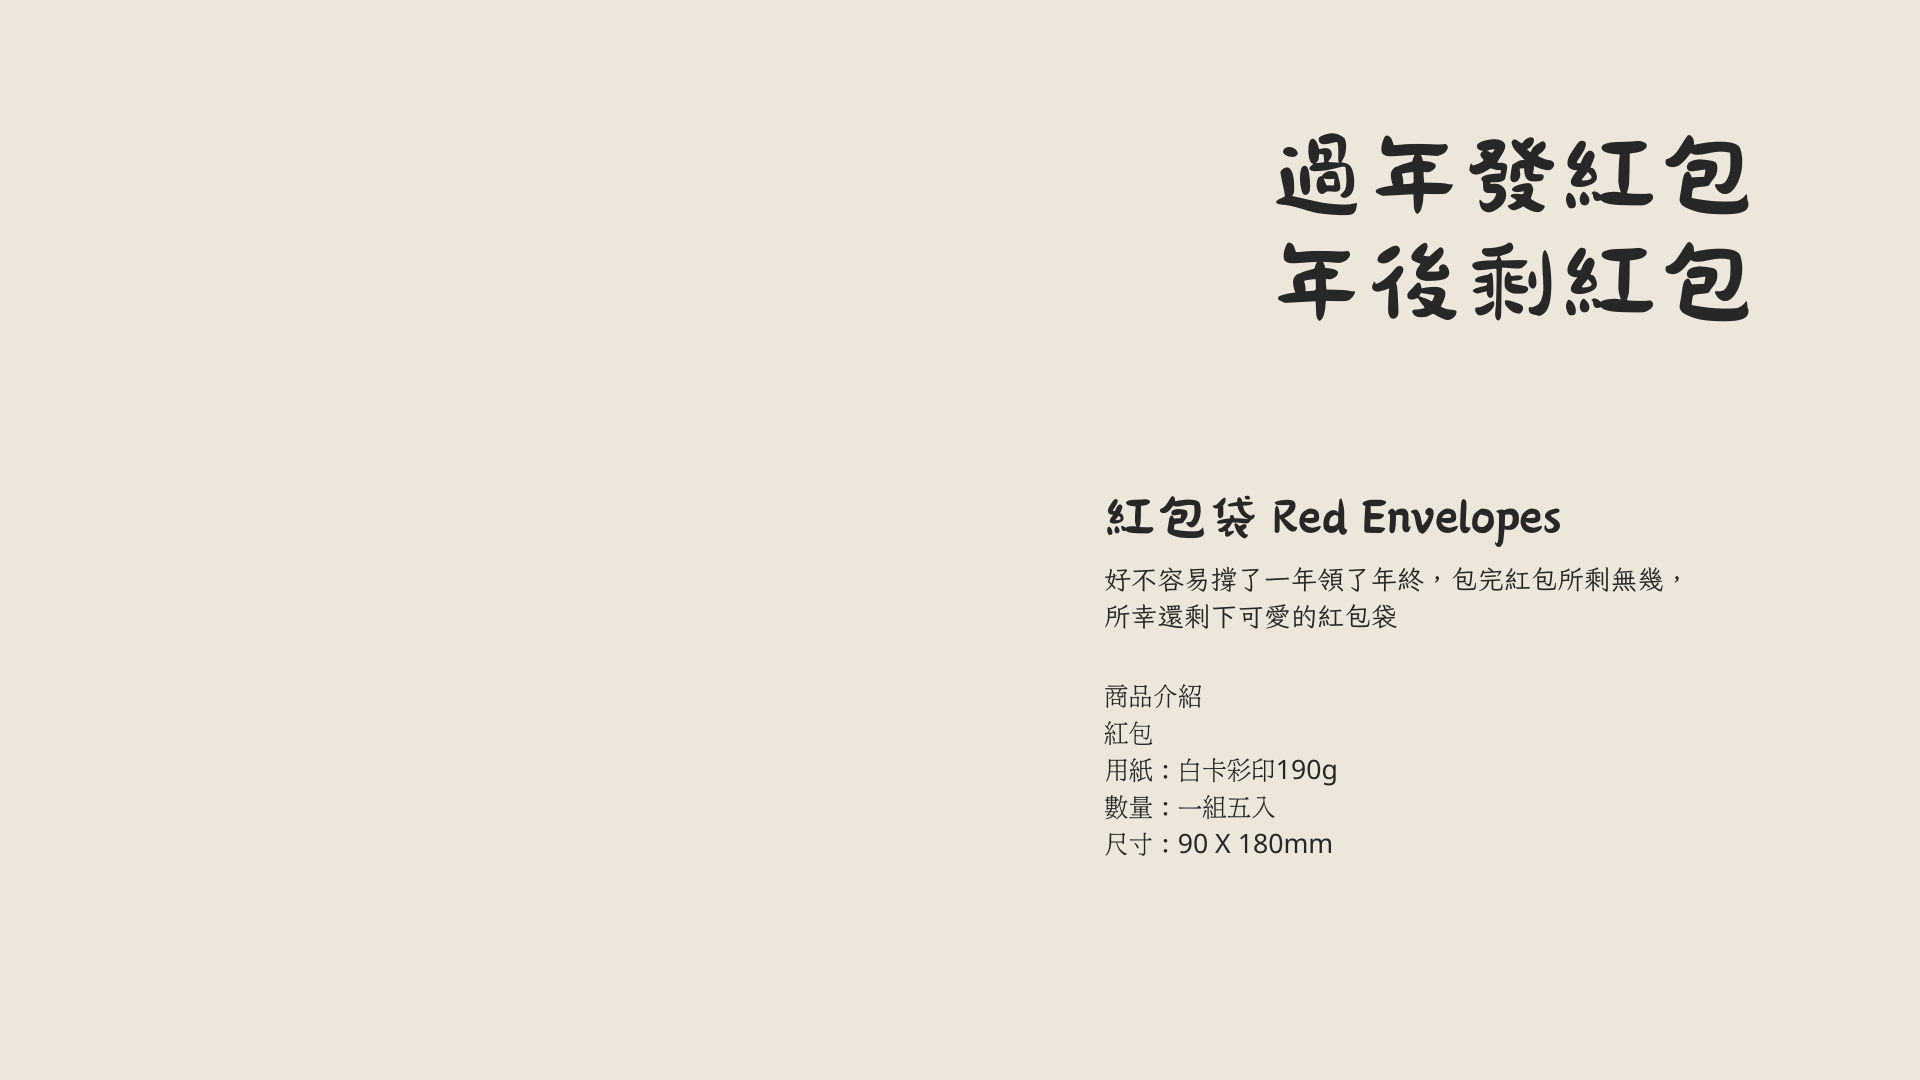 過年發紅包
年後剩紅包
紅包袋 Red Envelopes
好不容易撐了一年領了年終，包完紅包所剩無幾，
所幸還剩下可愛的紅包袋
商品介紹
紅包
用紙：白卡彩印190g
數量：一組五入
尺寸：90 X 180mm